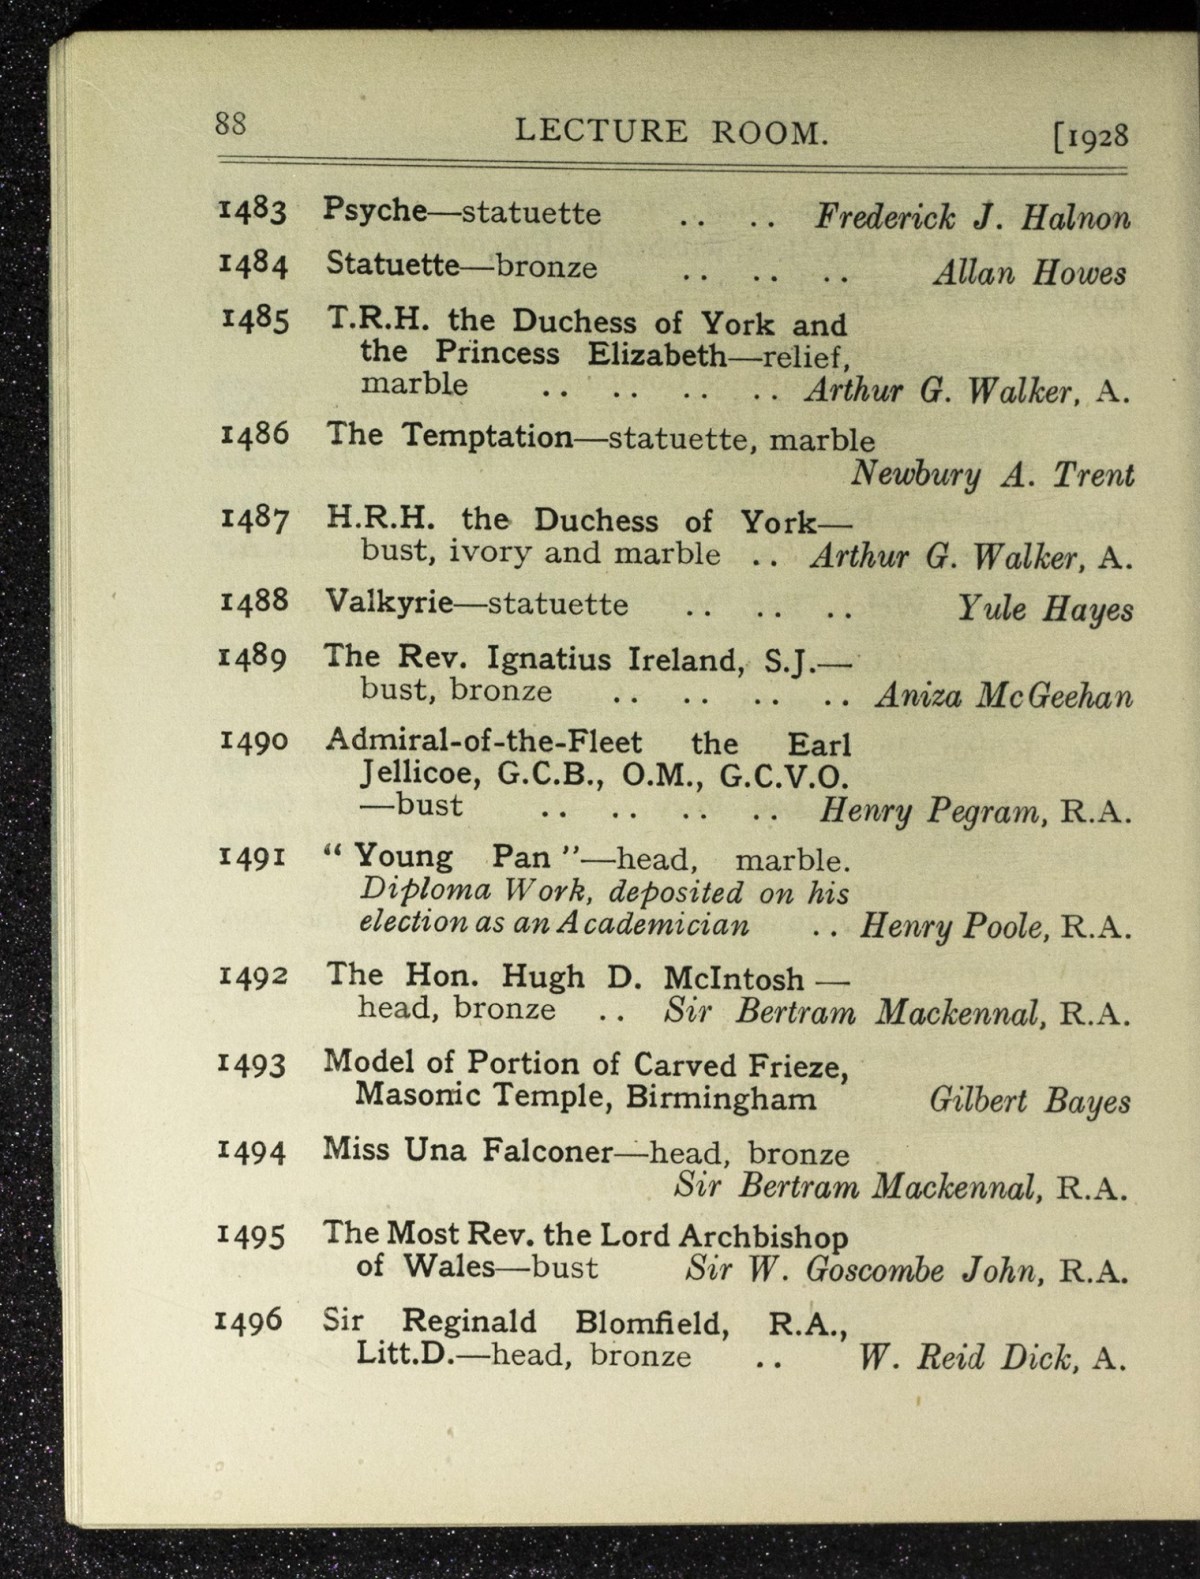 88 LECTURE ROOM. [1928
1483 Psyche—statuette .. .. Frederick J. Halnon
1484 Statuette—bronze .. .. .. Allan Howes
1485 T.R.H. the Duchess of York and
the Princess Elizabeth—relief,
marble .. .. .. .. Arthur G. Walker, A.
1486 The Temptation—statuette, marble
Newbury A. Trent
1487 H.R.H. the Duchess of York—
bust, ivory and marble .. Arthur G. Walker, A.
1488 Valkyrie—statuette .. .. .. Yule Hayes
1489 The Rev. Ignatius Ireland, S.J.—
bust, bronze .. .. .. .. Aniza McGeehan
1490 Admiral-of-the-Fleet the Earl
Jellicoe, G.C.B., O.M., G.C.V.O.
—bust .. .. .. .. Henry Pegram, R.A.
1491 “ Young Pan ”—head, marble.
Diploma Work, deposited on his
election as an Academician .. Henry Poole, R.A.
1492 The Hon. Hugh D. McIntosh —
head, bronze .. Sir Bertram Mackennal, R.A.
1493 Model of Portion of Carved Frieze,
Masonic Temple, Birmingham Gilbert Bayes
1494 Miss Una Falconer—head, bronze
Sir Bertram Mackennal, R.A.
1495 The Most Rev. the Lord Archbishop
of Wales—bust Sir W. Goscombe John, R.A.
1496 Sir Reginald Blomfield, R.A.,
Litt.D.—head, bronze .. W. Reid Dick, A.